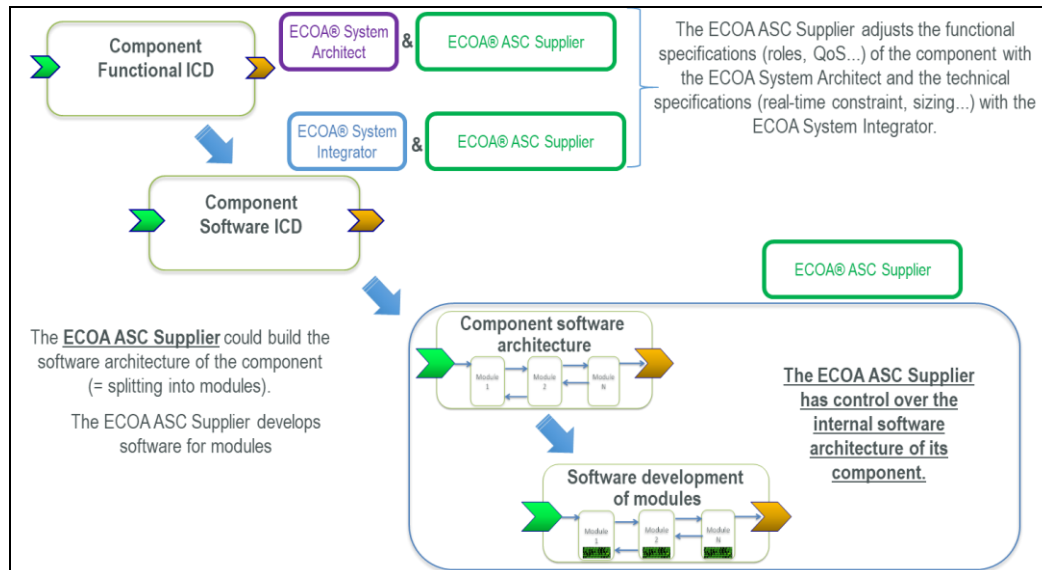 Component
Functional ICD
ECOA® System
Architect
&
ECOA® ASC Supplier
The ECOA ASC Supplier adjusts the functional
specifications (roles, QoS...) of the component with
the ECOA System Architect and the technical
specifications (real-time constraint, sizing...) with the
ECOA System Integrator.
ECOA® System
Integrator
&
ECOA® ASC Supplier
Component
Software ICD
ECOA® ASC Supplier
The ECOA ASC Supplier could build the
software architecture of the component
(= splitting into modules).
The ECOA ASC Supplier develops
software for modules
Component software
architecture
Module
1
Module
2
Module
N
The ECOA ASC Supplier
has control over the
internal software
architecture of its
component.
Software development
of modules
Module
1
Module
2
Module
N